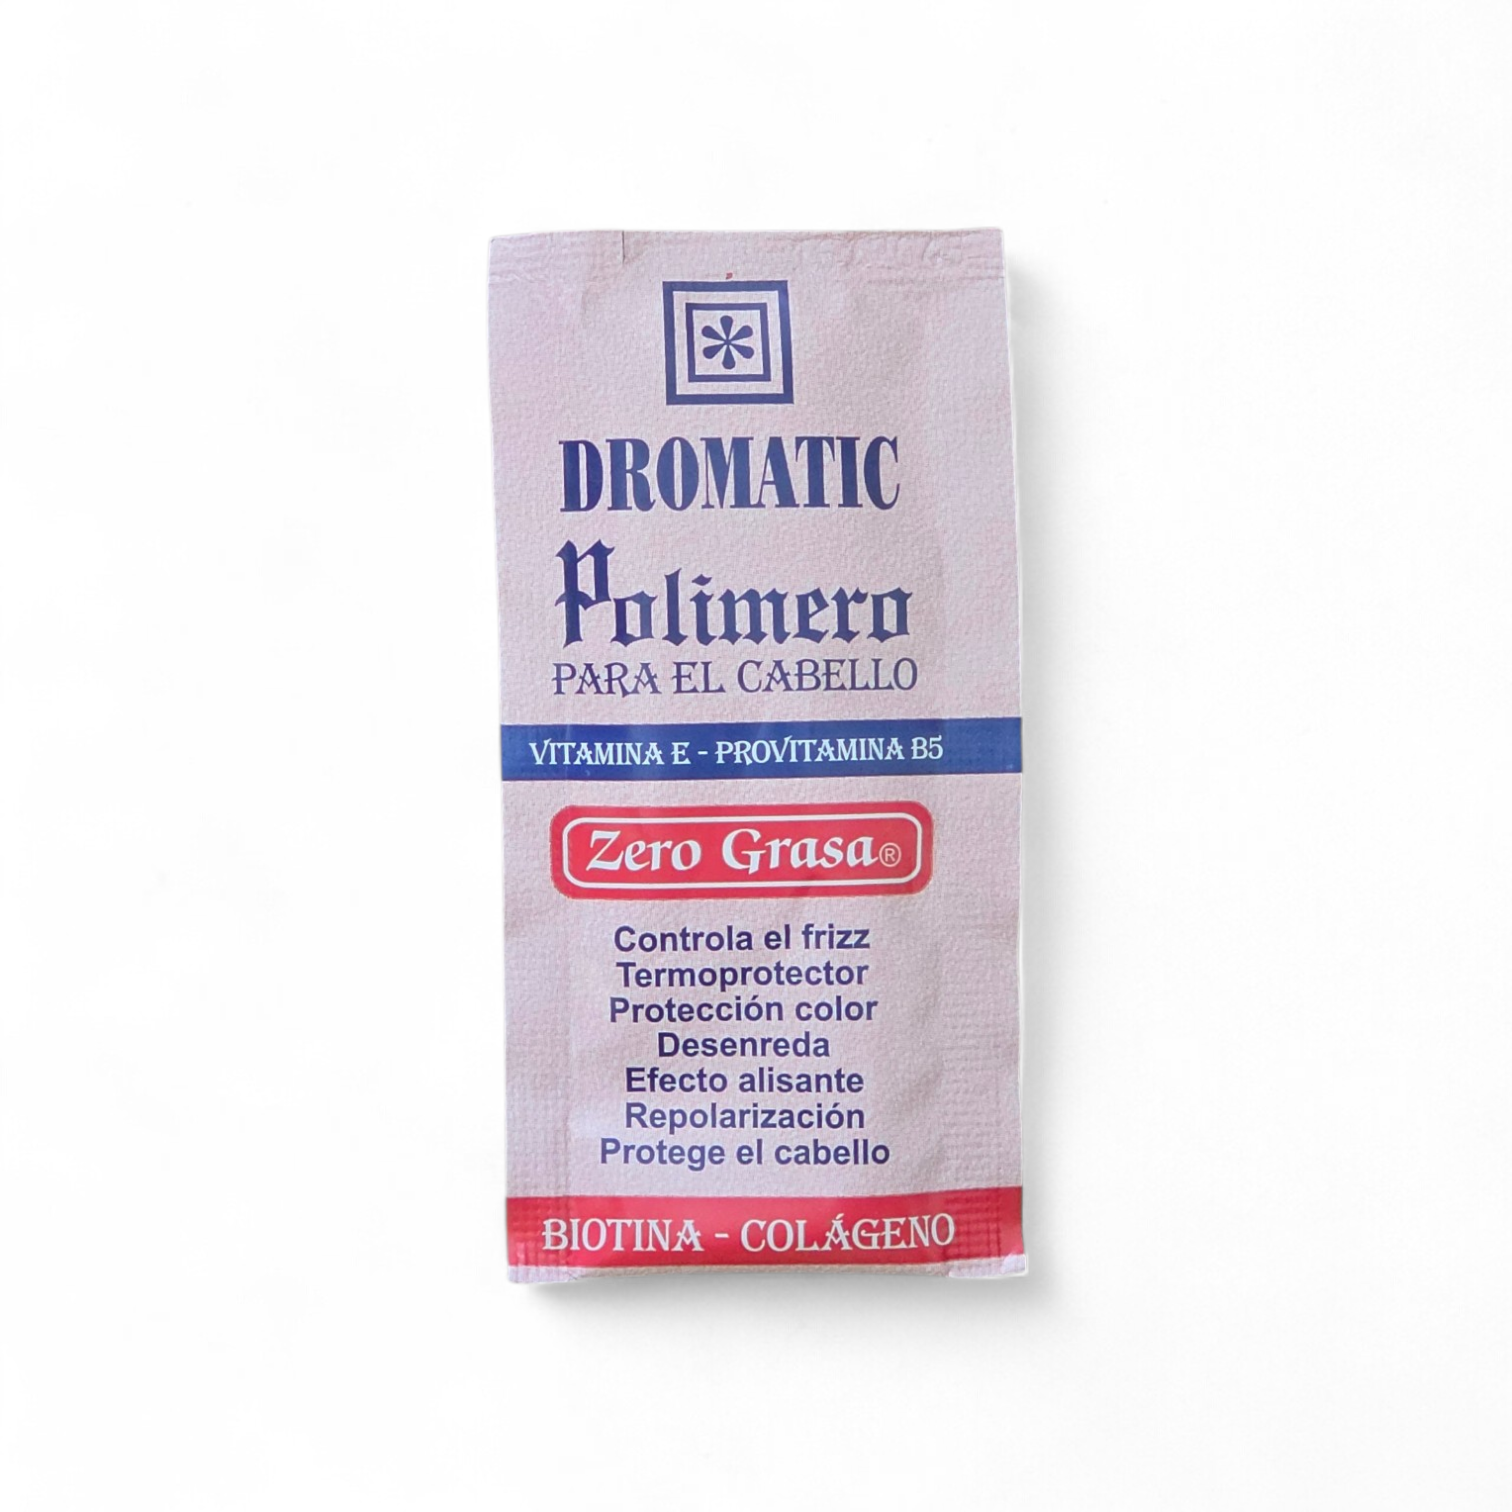 DROMATIC
Polimero
PARA EL CABELLO
VITAMINA E - PROVITAMINA B5
Zero Grasa®
Controla el frizz
Termoprotector
Protección color
Desenreda
Efecto alisante
Repolarización
Protege el cabello
BIOTINA - COLÁGENO